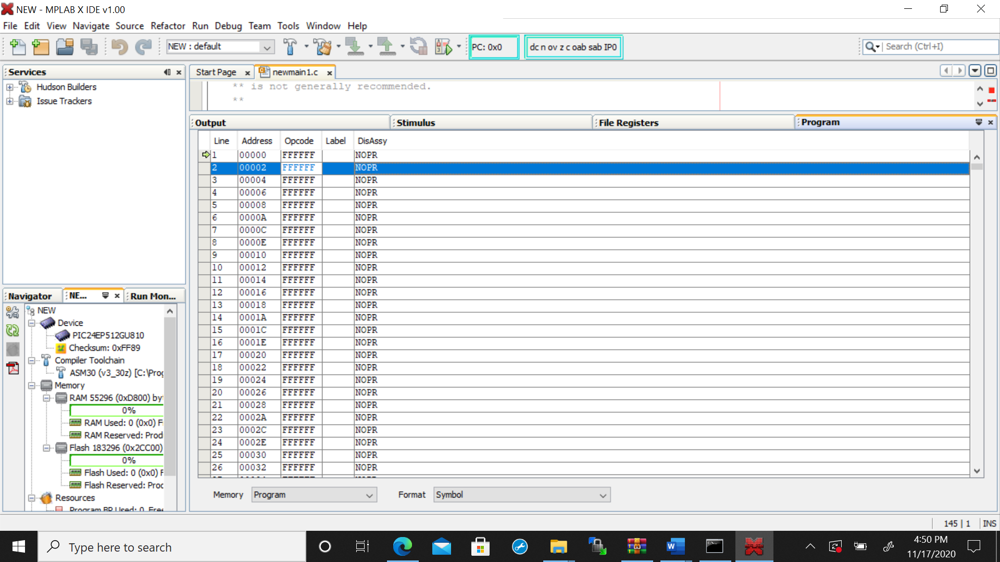 NEW - MPLAB X IDE v1.00
File Edit View Navigate Source Refactor Run Debug Team Tools Window Help
NEW : default
PC: 0x0
dc n ov z c oab sab IP0
Search (Ctrl+I)
Services
Hudson Builders
Issue Trackers
Start Page
newmain1.c
** is not generally recommended.
**
Output Stimulus File Registers Program
Line Address Opcode Label DisAssy
1 00000 FFFFFF NOPR
2 00002 FFFFFF NOPR
3 00004 FFFFFF NOPR
4 00006 FFFFFF NOPR
5 00008 FFFFFF NOPR
6 0000A FFFFFF NOPR
7 0000C FFFFFF NOPR
8 0000E FFFFFF NOPR
9 00010 FFFFFF NOPR
10 00012 FFFFFF NOPR
11 00014 FFFFFF NOPR
12 00016 FFFFFF NOPR
13 00018 FFFFFF NOPR
14 0001A FFFFFF NOPR
15 0001C FFFFFF NOPR
16 0001E FFFFFF NOPR
17 00020 FFFFFF NOPR
18 00022 FFFFFF NOPR
19 00024 FFFFFF NOPR
20 00026 FFFFFF NOPR
21 00028 FFFFFF NOPR
22 0002A FFFFFF NOPR
23 0002C FFFFFF NOPR
24 0002E FFFFFF NOPR
25 00030 FFFFFF NOPR
26 00032 FFFFFF NOPR
Memory Program Format Symbol
Navigator NE... Run Mon...
NEW
Device
PIC24EP512GU810
Checksum: 0xFF89
Compiler Toolchain
ASM30 (v3_30z) [C:\Prog
Memory
RAM 55296 (0xD800) by
0%
RAM Used: 0 (0x0) F
RAM Reserved: Prod
Flash 183296 (0x2CC00)
0%
Flash Used: 0 (0x0) F
Flash Reserved: Proc
Resources
Program BP Used: 0 Free
145 | 1 INS
Type here to search
4:50 PM
11/17/2020